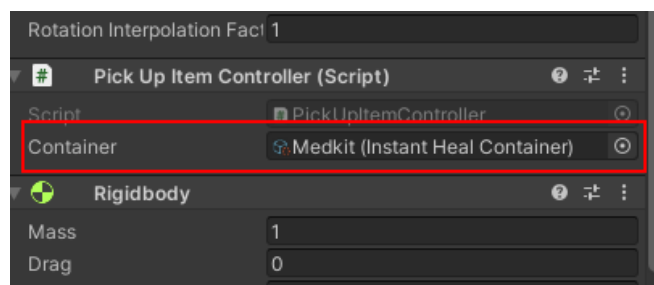 Rotation Interpolation Fact 1
# Pick Up Item Controller (Script)
Script # PickUpItemController
Container Medkit (Instant Heal Container)
Rigidbody
Mass 1
Drag 0